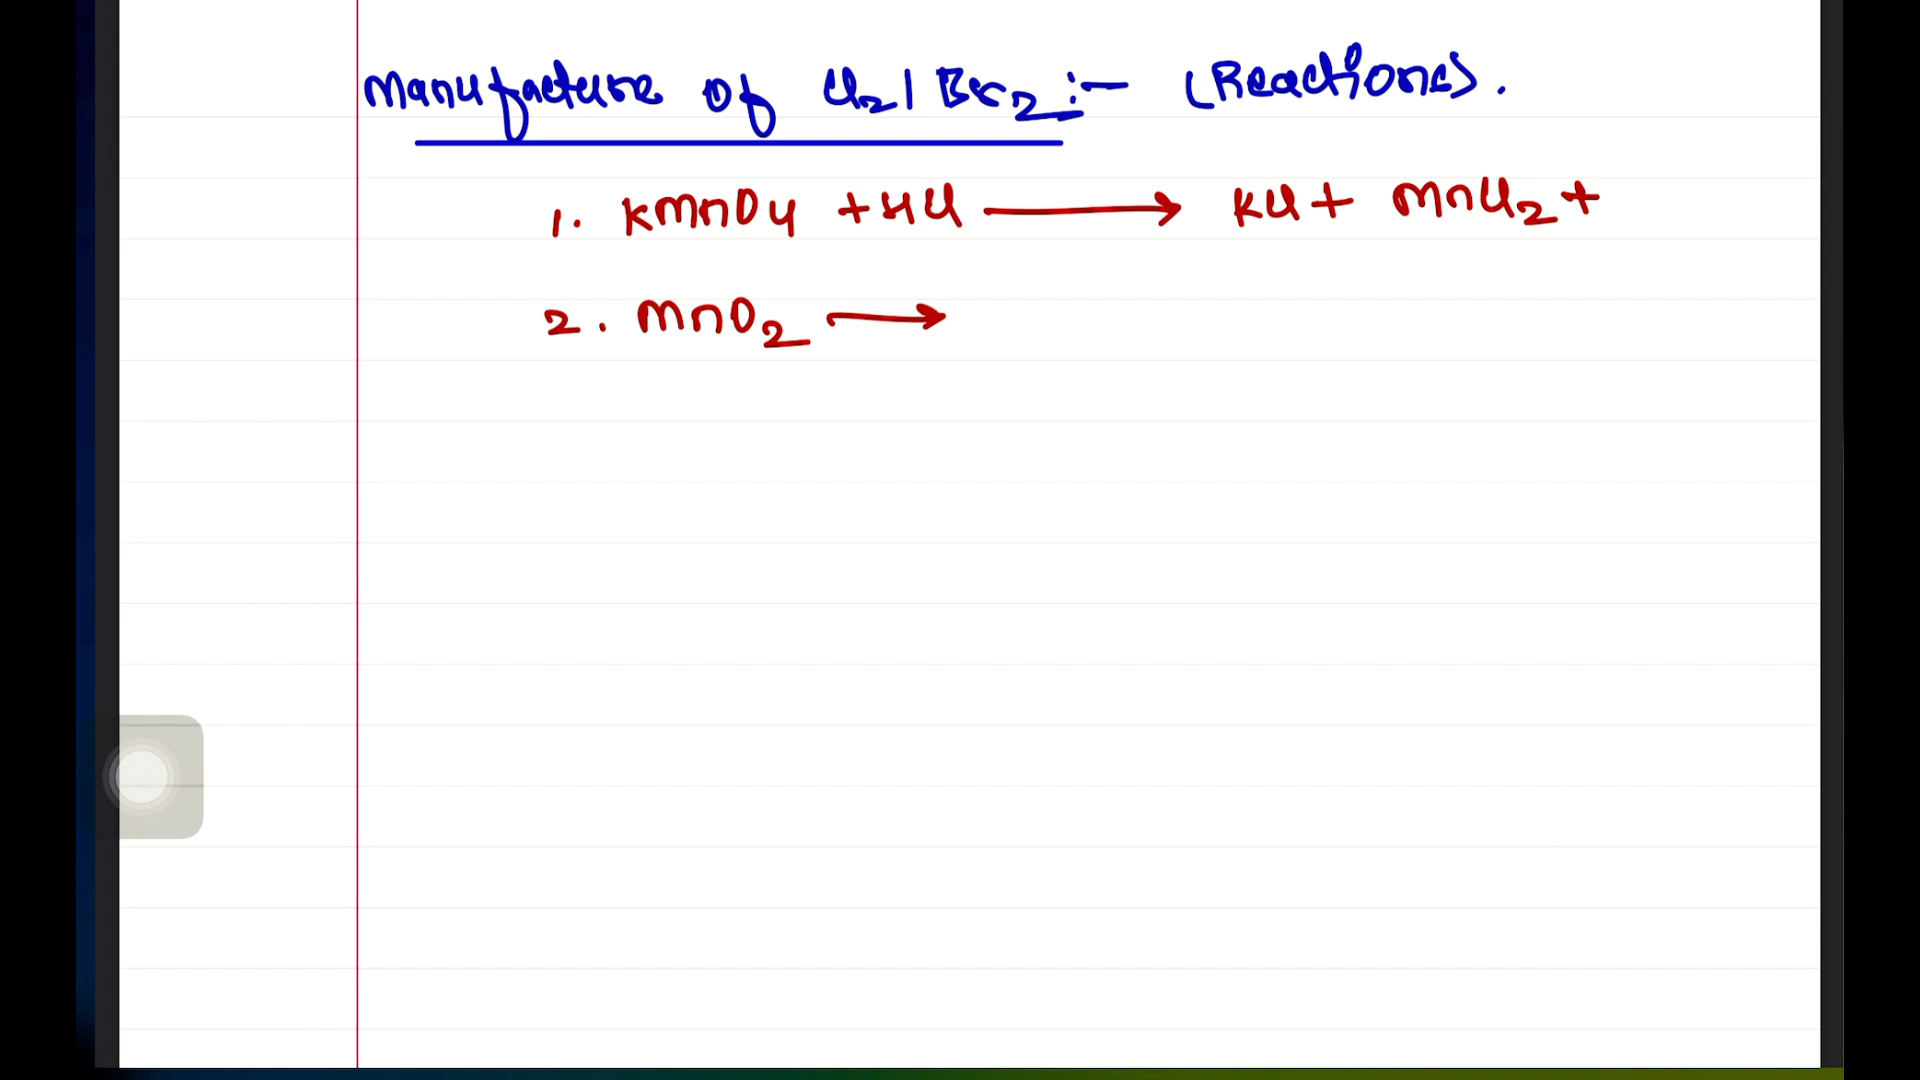 Manufacture of Cl2/Br2 :- (Reactions).
1. KMnO4 + HCl ⟶ KCl + MnCl2 +
2. MnO2 ⟶